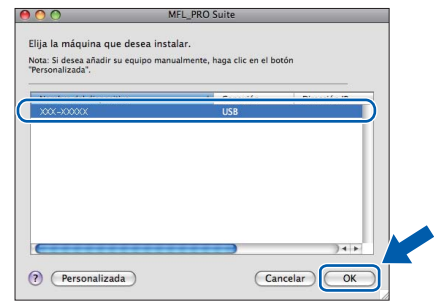 MFL_PRO Suite
Elija la máquina que desea instalar.
Nota: Si desea añadir su equipo manualmente, haga clic en el botón
"Personalizada".
XXX-XXXXX USB
? Personalizada Cancelar OK